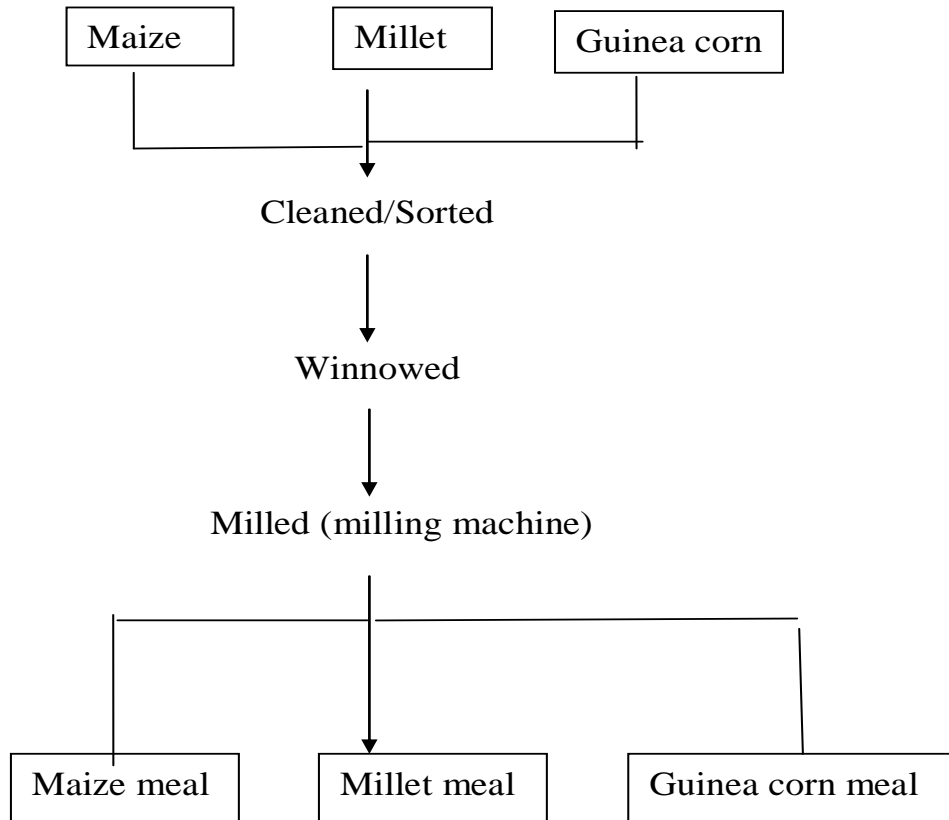 Maize Millet Guinea corn
Cleaned/Sorted
Winnowed
Milled (milling machine)
Maize meal Millet meal Guinea corn meal